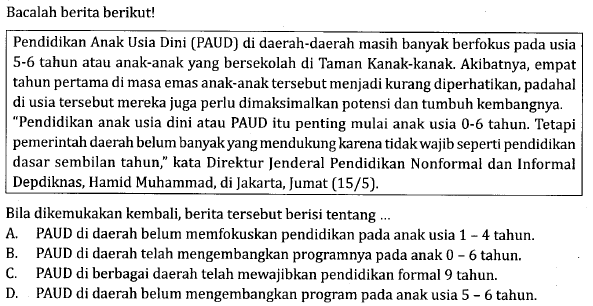 Bacalah berita berikut!
Pendidikan Anak Usia Dini (PAUD) di daerah-daerah masih banyak berfokus pada usia
5-6 tahun atau anak-anak yang bersekolah di Taman Kanak-kanak. Akibatnya, empat
tahun pertama di masa emas anak-anak tersebut menjadi kurang diperhatikan, padahal
di usia tersebut mereka juga perlu dimaksimalkan potensi dan tumbuh kembangnya.
"Pendidikan anak usia dini atau PAUD itu penting mulai anak usia 0-6 tahun. Tetapi
pemerintah daerah belum banyak yang mendukung karena tidak wajib seperti pendidikan
dasar sembilan tahun," kata Direktur Jenderal Pendidikan Nonformal dan Informal
Depdiknas, Hamid Muhammad, di Jakarta, Jumat (15/5).
Bila dikemukakan kembali, berita tersebut berisi tentang ...
A. PAUD di daerah belum memfokuskan pendidikan pada anak usia 1 – 4 tahun.
B. PAUD di daerah telah mengembangkan programnya pada anak 0 – 6 tahun.
C. PAUD di berbagai daerah telah mewajibkan pendidikan formal 9 tahun.
D. PAUD di daerah belum mengembangkan program pada anak usia 5 – 6 tahun.